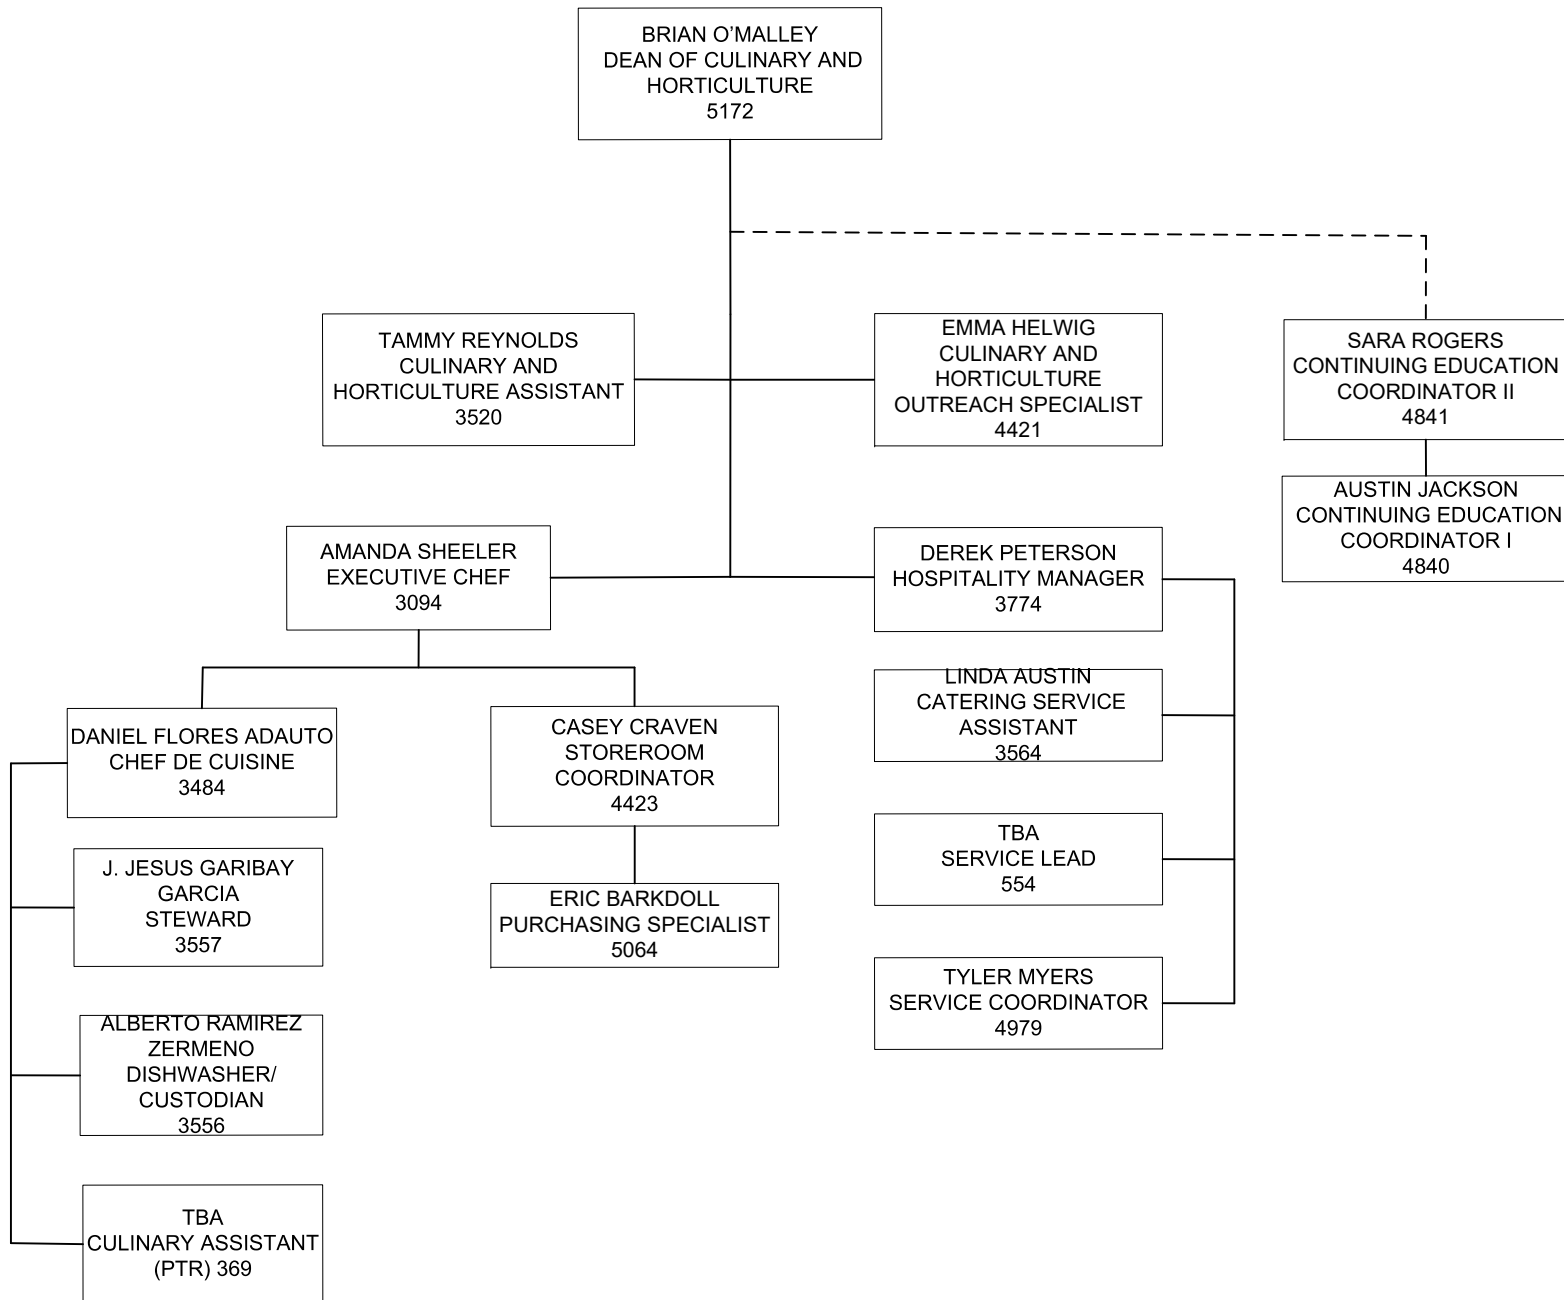 BRIAN O’MALLEY
DEAN OF CULINARY AND
HORTICULTURE
5172
TAMMY REYNOLDS
CULINARY AND
HORTICULTURE ASSISTANT
3520
EMMA HELWIG
CULINARY AND
HORTICULTURE
OUTREACH SPECIALIST
4421
SARA ROGERS
CONTINUING EDUCATION
COORDINATOR II
4841
AUSTIN JACKSON
CONTINUING EDUCATION
COORDINATOR I
4840
AMANDA SHEELER
EXECUTIVE CHEF
3094
DEREK PETERSON
HOSPITALITY MANAGER
3774
DANIEL FLORES ADAUTO
CHEF DE CUISINE
3484
CASEY CRAVEN
STOREROOM
COORDINATOR
4423
LINDA AUSTIN
CATERING SERVICE
ASSISTANT
3564
J. JESUS GARIBAY
GARCIA
STEWARD
3557
ERIC BARKDOLL
PURCHASING SPECIALIST
5064
TBA
SERVICE LEAD
554
ALBERTO RAMIREZ
ZERMENO
DISHWASHER/
CUSTODIAN
3556
TYLER MYERS
SERVICE COORDINATOR
4979
TBA
CULINARY ASSISTANT
(PTR) 369